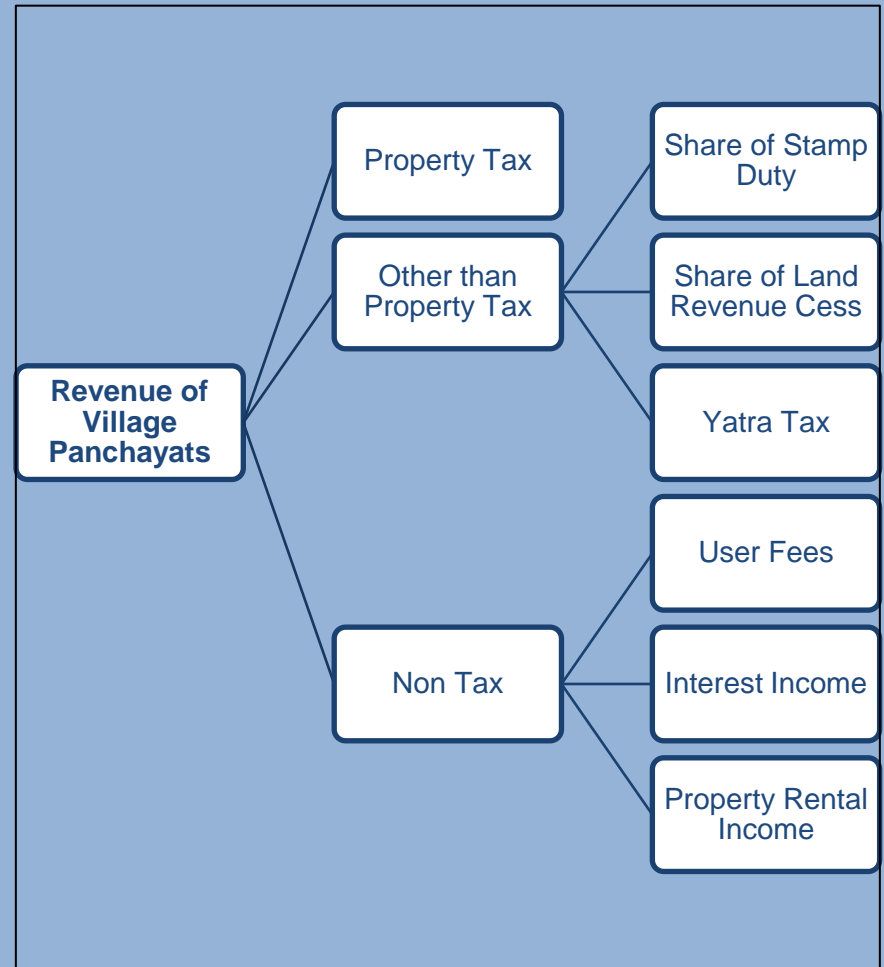 Revenue of
Village
Panchayats
Property Tax
Other than
Property Tax
Share of Stamp
Duty
Share of Land
Revenue Cess
Yatra Tax
Non Tax
User Fees
Interest Income
Property Rental
Income